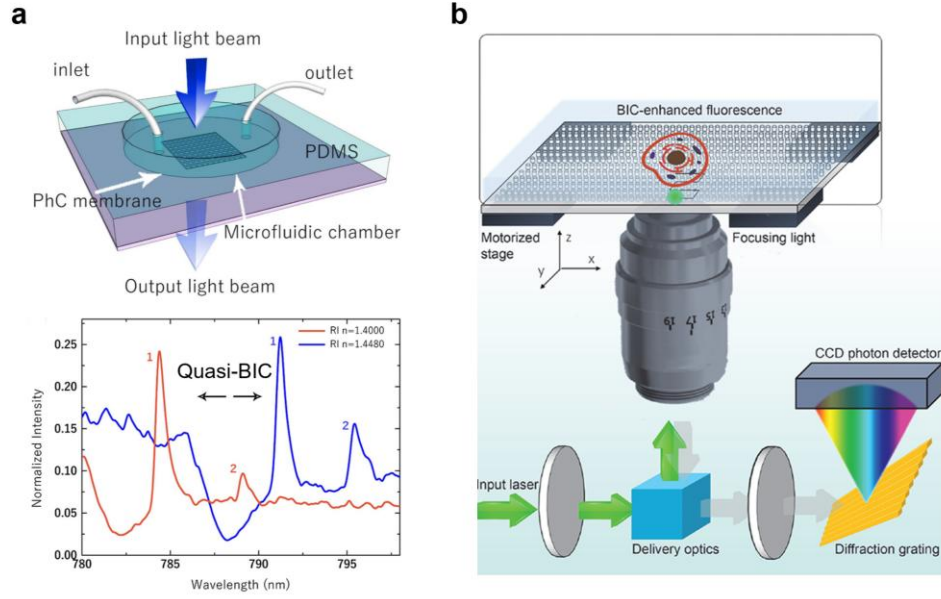 a
Input light beam
inlet
outlet
PDMS
PhC membrane
Microfluidic chamber
Output light beam
RI n=1.4000
RI n=1.4480
1
1
Quasi-BIC
2
2
0.25
0.20
0.15
0.10
0.05
0.00
Normalized Intensity
780
785
790
795
Wavelength (nm)
b
BIC-enhanced fluorescence
Motorized
stage
Focusing light
z
y
x
19
17
15
CCD photon detector
Input laser
Delivery optics
Diffraction grating